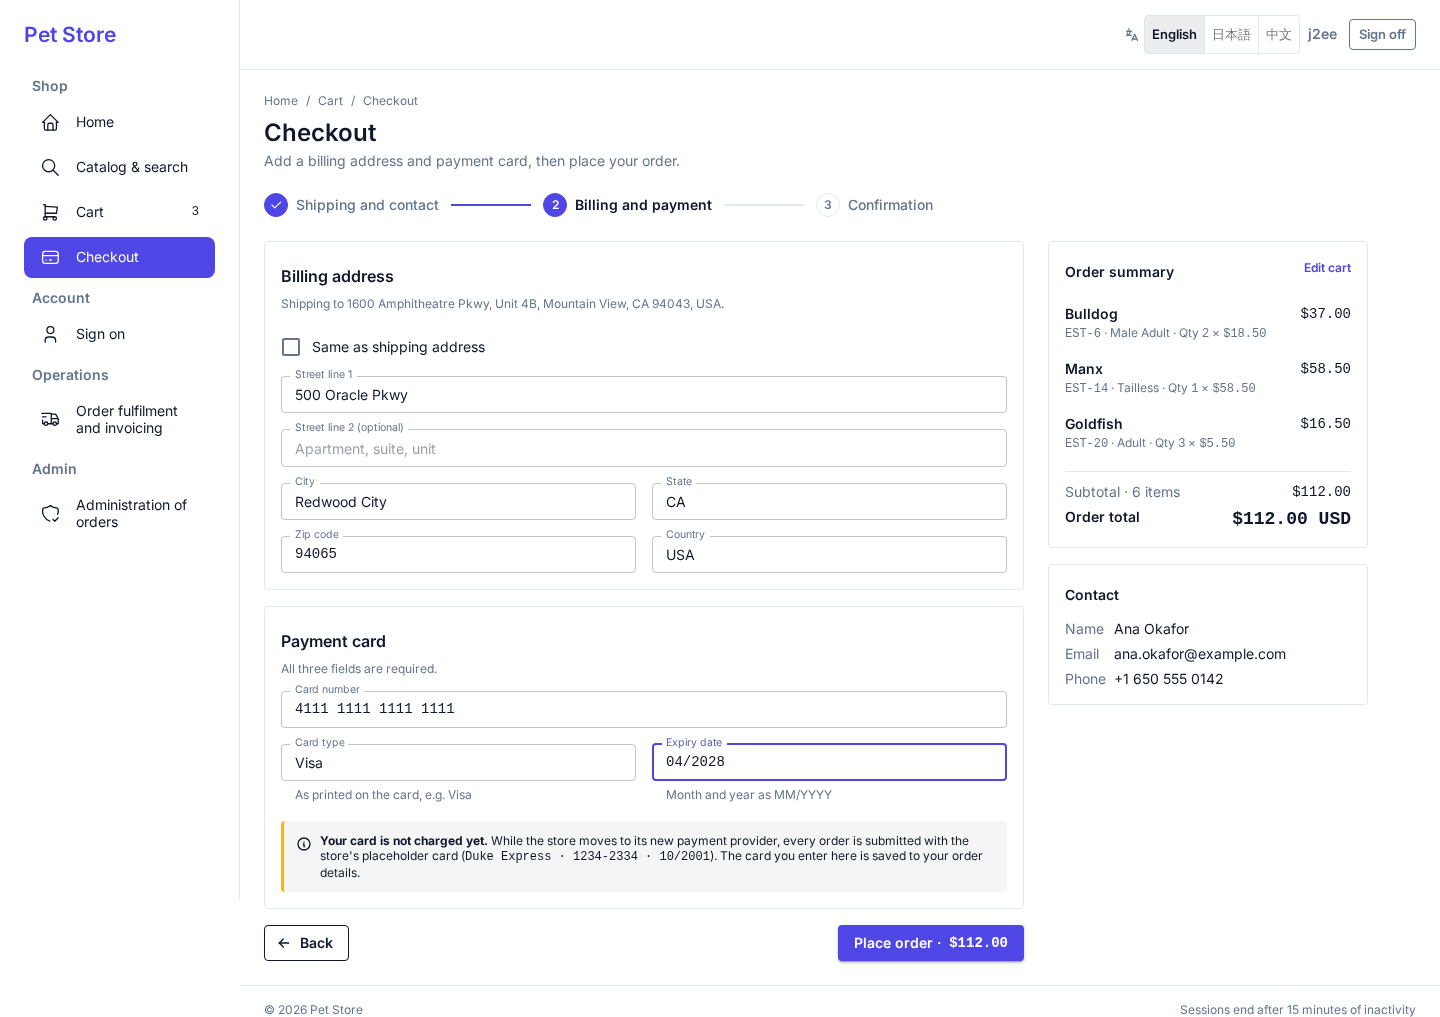 Pet Store
Shop
Home
Catalog & search
Cart 3
Checkout
Account
Sign on
Operations
Order fulfilment
and invoicing
Admin
Administration of
orders
English 日本語 中文 j2ee Sign off
Home / Cart / Checkout
Checkout
Add a billing address and payment card, then place your order.
Shipping and contact 2 Billing and payment 3 Confirmation
Billing address
Shipping to 1600 Amphitheatre Pkwy, Unit 4B, Mountain View, CA 94043, USA.
Same as shipping address
Street line 1
500 Oracle Pkwy
Street line 2 (optional)
Apartment, suite, unit
City
Redwood City
State
CA
Zip code
94065
Country
USA
Payment card
All three fields are required.
Card number
4111 1111 1111 1111
Card type
Visa
As printed on the card, e.g. Visa
Expiry date
04/2028
Month and year as MM/YYYY
Your card is not charged yet. While the store moves to its new payment provider, every order is submitted with the
store's placeholder card (Duke Express · 1234-2334 · 10/2001). The card you enter here is saved to your order
details.
Back
Place order · $112.00
Order summary Edit cart
Bulldog $37.00
EST-6 · Male Adult · Qty 2 × $18.50
Manx $58.50
EST-14 · Tailless · Qty 1 × $58.50
Goldfish $16.50
EST-20 · Adult · Qty 3 × $5.50
Subtotal · 6 items $112.00
Order total $112.00 USD
Contact
Name Ana Okafor
Email ana.okafor@example.com
Phone +1 650 555 0142
© 2026 Pet Store
Sessions end after 15 minutes of inactivity